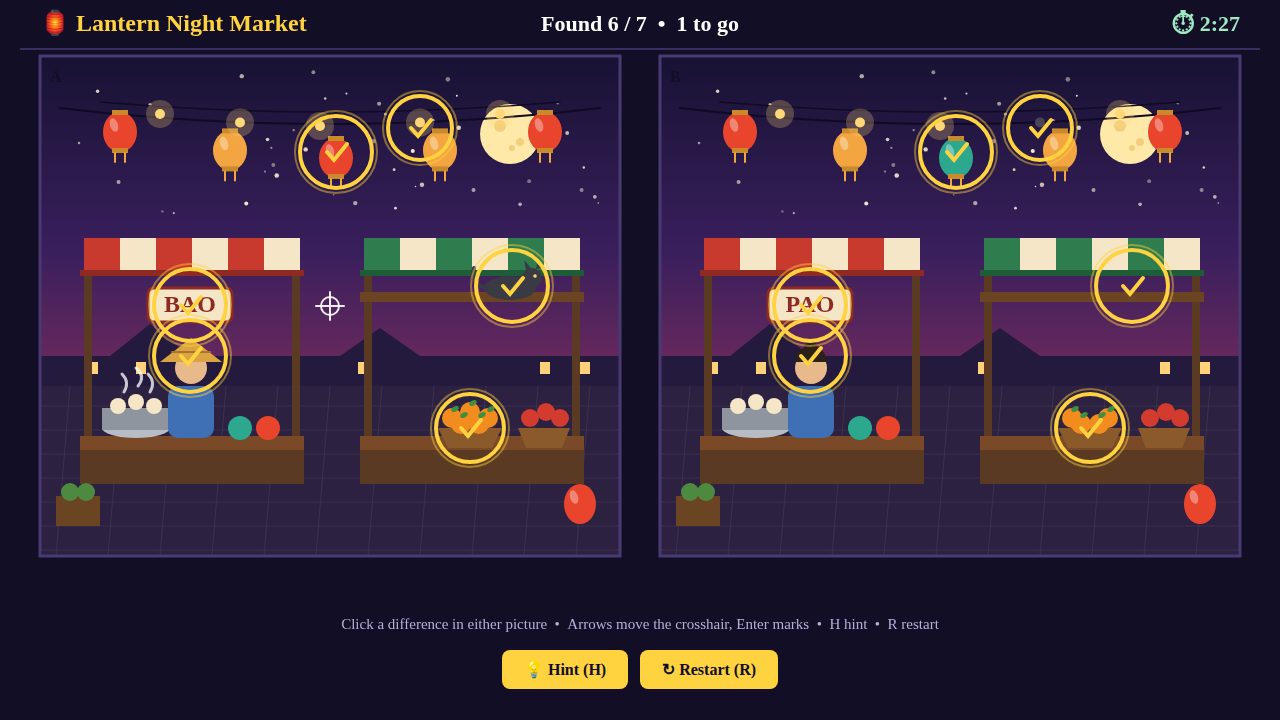 🏮 Lantern Night Market
Found 6 / 7 • 1 to go
⏱ 2:27
A
B
BAO
PAO
Click a difference in either picture • Arrows move the crosshair, Enter marks • H hint • R restart
💡 Hint (H)
↻ Restart (R)